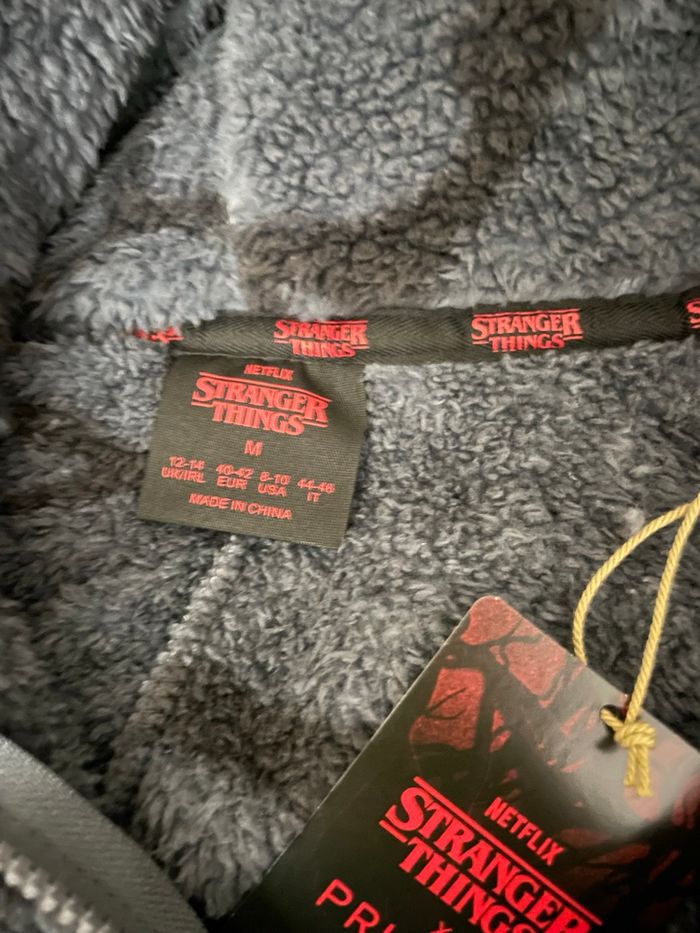 STRANGER THINGS
STRANGER THINGS
NETFLIX
STRANGER
THINGS
M
12-14 40-42 8-10 44-46
UK/IRL EUR USA IT
MADE IN CHINA
NETFLIX
STRANGER
THINGS
X